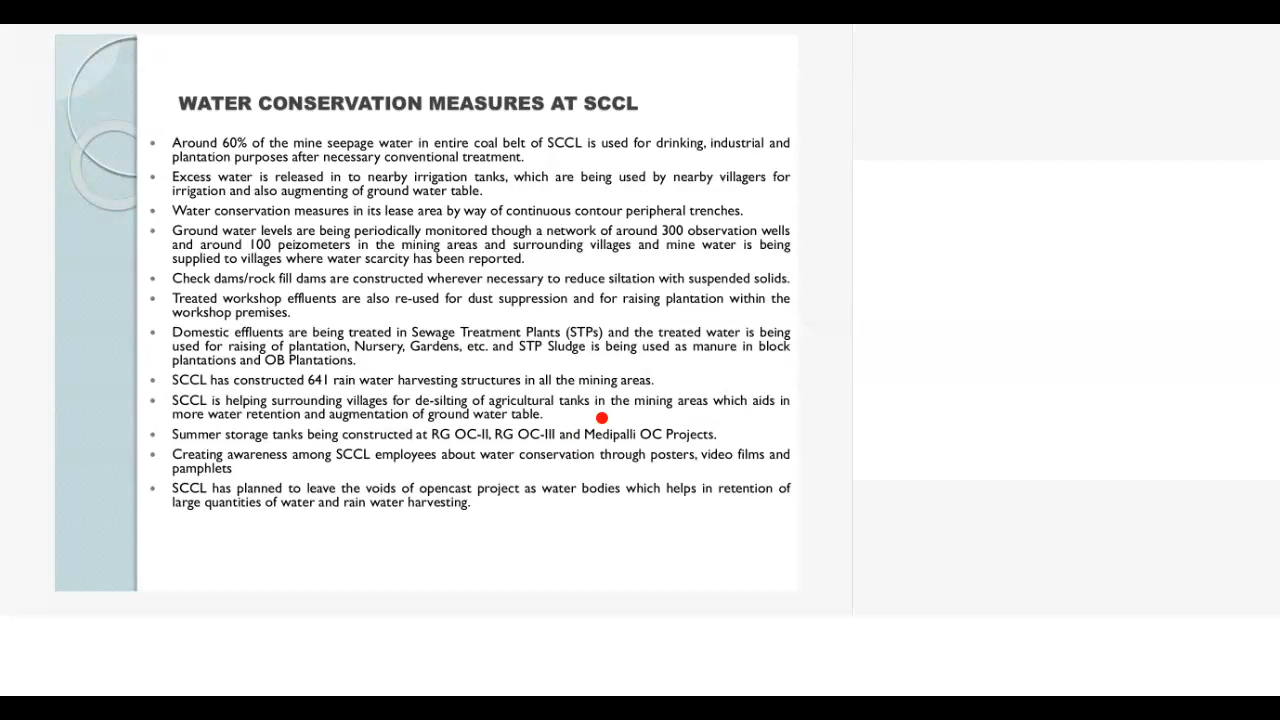 WATER CONSERVATION MEASURES AT SCCL
• Around 60% of the mine seepage water in entire coal belt of SCCL is used for drinking, industrial and
plantation purposes after necessary conventional treatment.
• Excess water is released in to nearby irrigation tanks, which are being used by nearby villagers for
irrigation and also augmenting of ground water table.
• Water conservation measures in its lease area by way of continuous contour peripheral trenches.
• Ground water levels are being periodically monitored though a network of around 300 observation wells
and around 100 peizometers in the mining areas and surrounding villages and mine water is being
supplied to villages where water scarcity has been reported.
• Check dams/rock fill dams are constructed wherever necessary to reduce siltation with suspended solids.
• Treated workshop effluents are also re-used for dust suppression and for raising plantation within the
workshop premises.
• Domestic effluents are being treated in Sewage Treatment Plants (STPs) and the treated water is being
used for raising of plantation, Nursery, Gardens, etc. and STP Sludge is being used as manure in block
plantations and OB Plantations.
• SCCL has constructed 641 rain water harvesting structures in all the mining areas.
• SCCL is helping surrounding villages for de-silting of agricultural tanks in the mining areas which aids in
more water retention and augmentation of ground water table.
• Summer storage tanks being constructed at RG OC-II, RG OC-III and Medipalli OC Projects.
• Creating awareness among SCCL employees about water conservation through posters, video films and
pamphlets
• SCCL has planned to leave the voids of opencast project as water bodies which helps in retention of
large quantities of water and rain water harvesting.